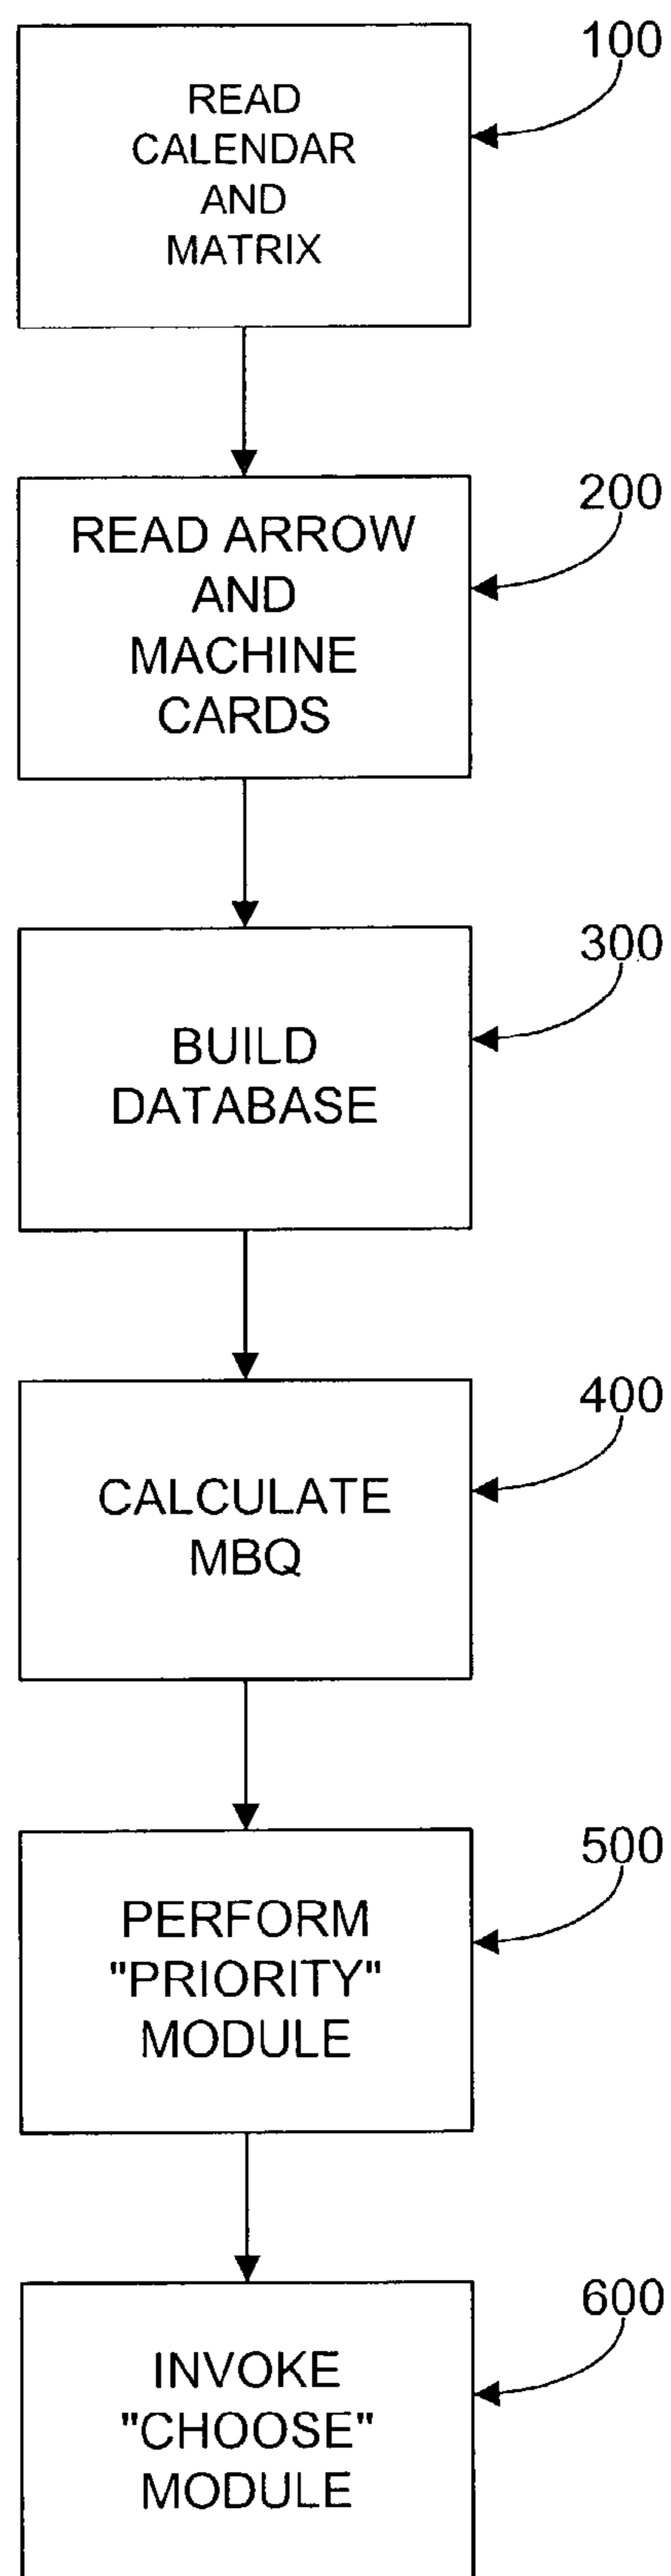 100
READ
CALENDAR
AND
MATRIX
200
READ ARROW
AND
MACHINE
CARDS
300
BUILD
DATABASE
400
CALCULATE
MBQ
500
PERFORM
"PRIORITY"
MODULE
600
INVOKE
"CHOOSE"
MODULE